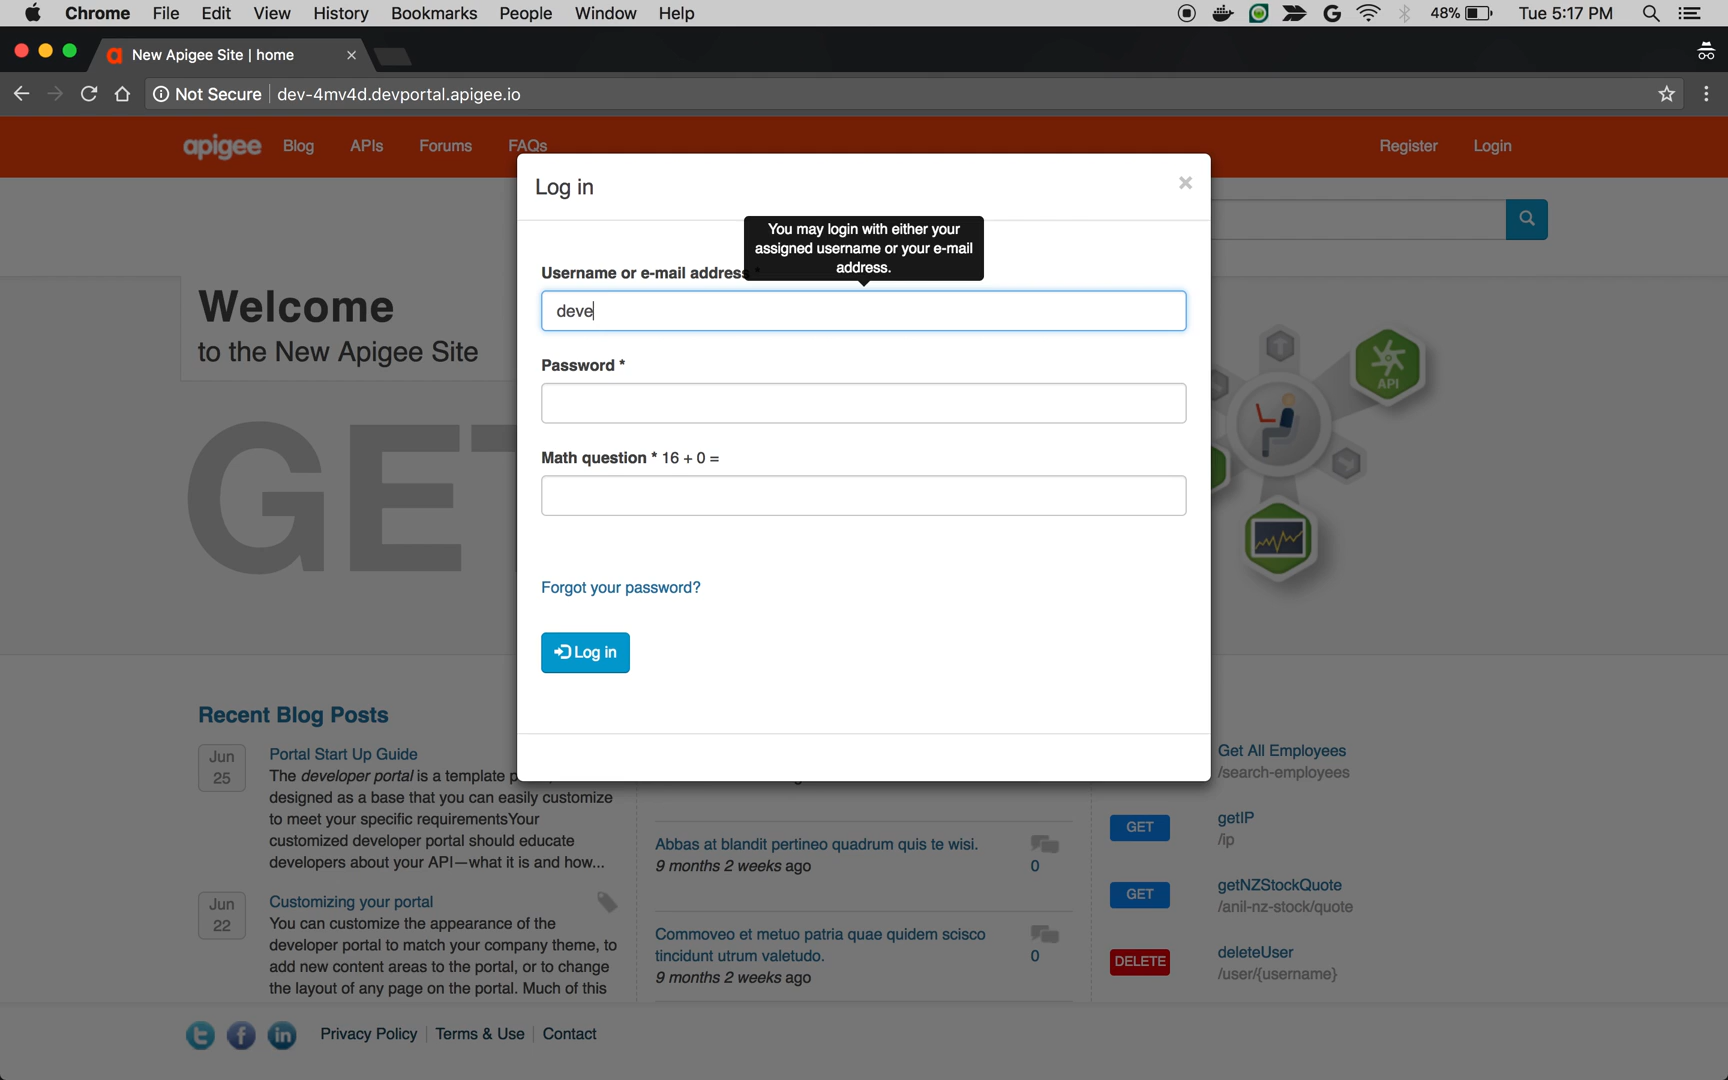 Chrome File Edit View History Bookmarks People Window Help 48% Tue 5:17 PM
New Apigee Site | home
Not Secure dev-4mv4d.devportal.apigee.io
apigee Blog APIs Forums FAQs Register Login
Log in
You may login with either your
assigned username or your e-mail
address.
Username or e-mail address *
deve
Password *
Math question * 16 + 0 =
Forgot your password?
Log in
Welcome
to the New Apigee Site
GET
API
Recent Blog Posts
Jun
25
Portal Start Up Guide
The developer portal is a template
designed as a base that you can easily customize
to meet your specific requirementsYour
customized developer portal should educate
developers about your API—what it is and how...
Jun
22
Customizing your portal
You can customize the appearance of the
developer portal to match your company theme, to
add new content areas to the portal, or to change
the layout of any page on the portal. Much of this
Abbas at blandit pertineo quadrum quis te wisi.
9 months 2 weeks ago
0
Commoveo et metuo patria quae quidem scisco
tincidunt utrum valetudo.
9 months 2 weeks ago
0
Get All Employees
/search-employees
GET
getIP
/ip
GET
getNZStockQuote
/anil-nz-stock/quote
DELETE
deleteUser
/user/{username}
Privacy Policy Terms & Use Contact